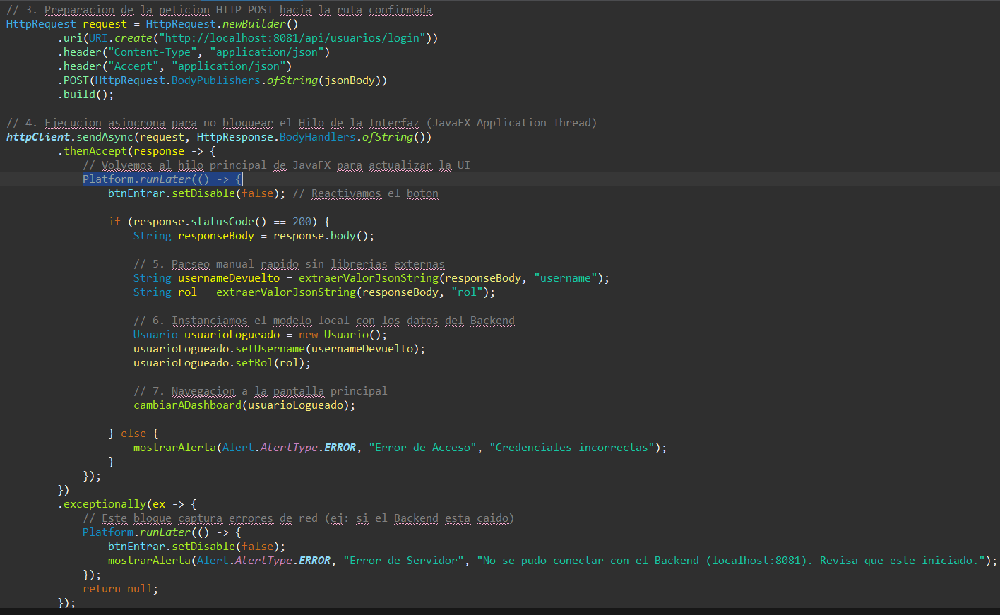 // 3. Preparacion de la peticion HTTP POST hacia la ruta confirmada
HttpRequest request = HttpRequest.newBuilder()
        .uri(URI.create("http://localhost:8081/api/usuarios/login"))
        .header("Content-Type", "application/json")
        .header("Accept", "application/json")
        .POST(HttpRequest.BodyPublishers.ofString(jsonBody))
        .build();

// 4. Ejecucion asincrona para no bloquear el Hilo de la Interfaz (JavaFX Application Thread)
httpClient.sendAsync(request, HttpResponse.BodyHandlers.ofString())
        .thenAccept(response -> {
            // Volvemos al hilo principal de JavaFX para actualizar la UI
            Platform.runLater(() -> {
                btnEntrar.setDisable(false); // Reactivamos el boton

                if (response.statusCode() == 200) {
                    String responseBody = response.body();

                    // 5. Parseo manual rapido sin librerias externas
                    String usernameDevuelto = extraerValorJsonString(responseBody, "username");
                    String rol = extraerValorJsonString(responseBody, "rol");

                    // 6. Instanciamos el modelo local con los datos del Backend
                    Usuario usuarioLogueado = new Usuario();
                    usuarioLogueado.setUsername(usernameDevuelto);
                    usuarioLogueado.setRol(rol);

                    // 7. Navegacion a la pantalla principal
                    cambiarADashboard(usuarioLogueado);

                } else {
                    mostrarAlerta(Alert.AlertType.ERROR, "Error de Acceso", "Credenciales incorrectas");
                }
            });
        })
        .exceptionally(ex -> {
            // Este bloque captura errores de red (ej: si el Backend esta caido)
            Platform.runLater(() -> {
                btnEntrar.setDisable(false);
                mostrarAlerta(Alert.AlertType.ERROR, "Error de Servidor", "No se pudo conectar con el Backend (localhost:8081). Revisa que este iniciado.");
            });
            return null;
        });